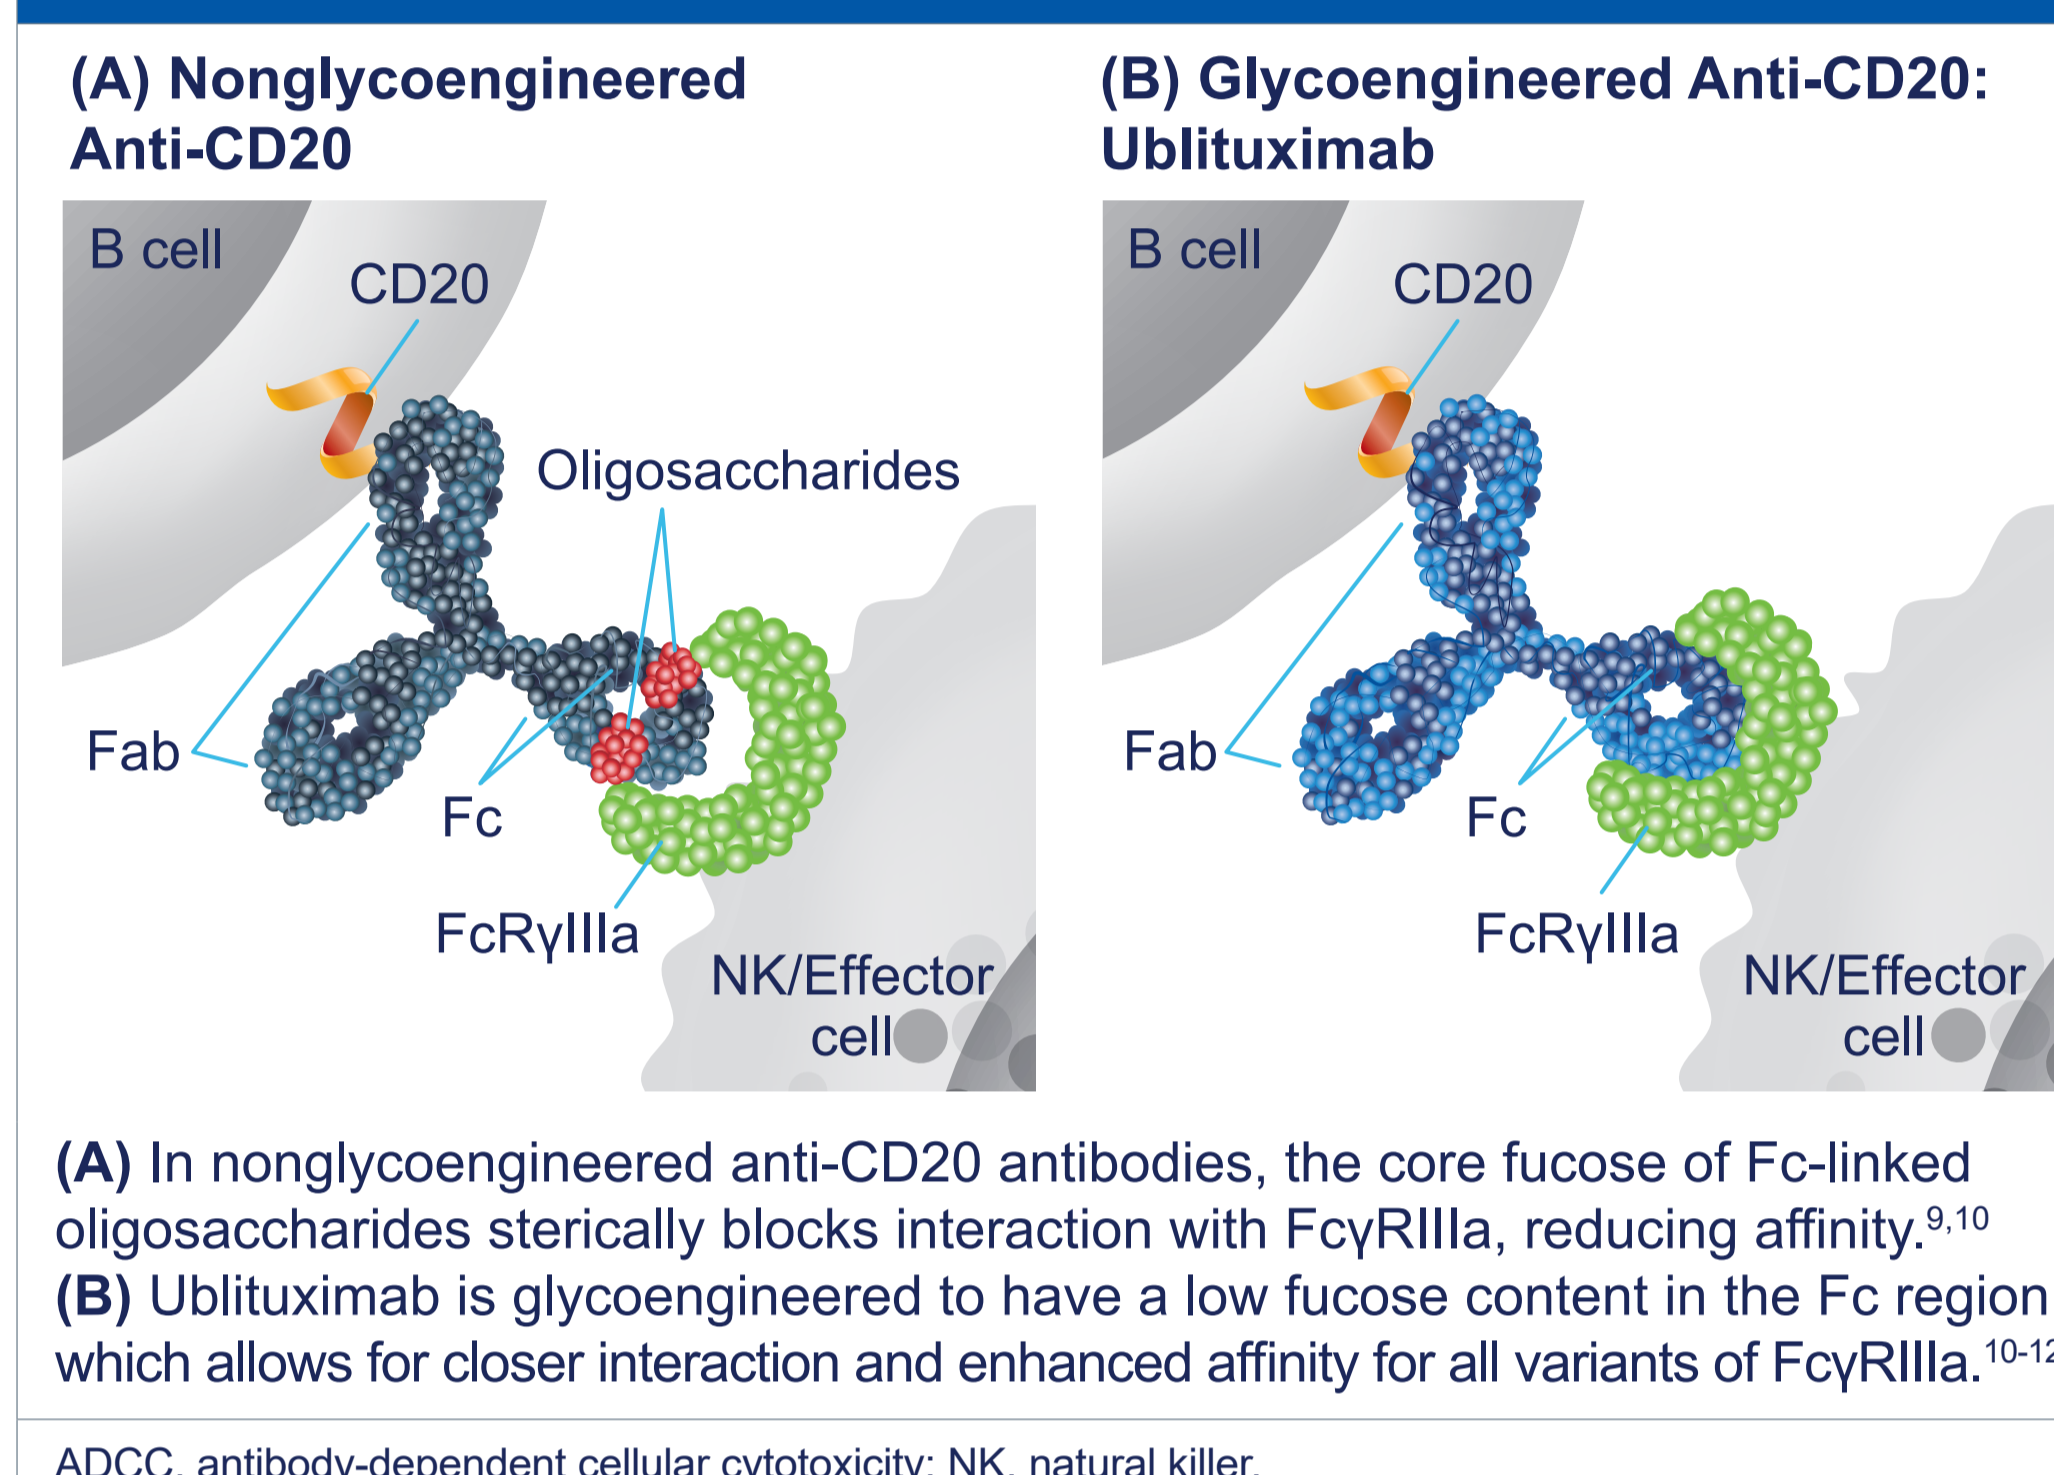 (A) Nonglycoengineered
Anti-CD20
B cell
CD20
Oligosaccharides
Fab
Fc
FcRγIIIa
NK/Effector
cell
(B) Glycoengineered Anti-CD20:
Ublituximab
B cell
CD20
Fab
Fc
FcRγIIIa
NK/Effector
cell
(A) In nonglycoengineered anti-CD20 antibodies, the core fucose of Fc-linked
oligosaccharides sterically blocks interaction with FcγRIIIa, reducing affinity.9,10
(B) Ublituximab is glycoengineered to have a low fucose content in the Fc region
which allows for closer interaction and enhanced affinity for all variants of FcγRIIIa.10-12
ADCC, antibody-dependent cellular cytotoxicity; NK, natural killer.